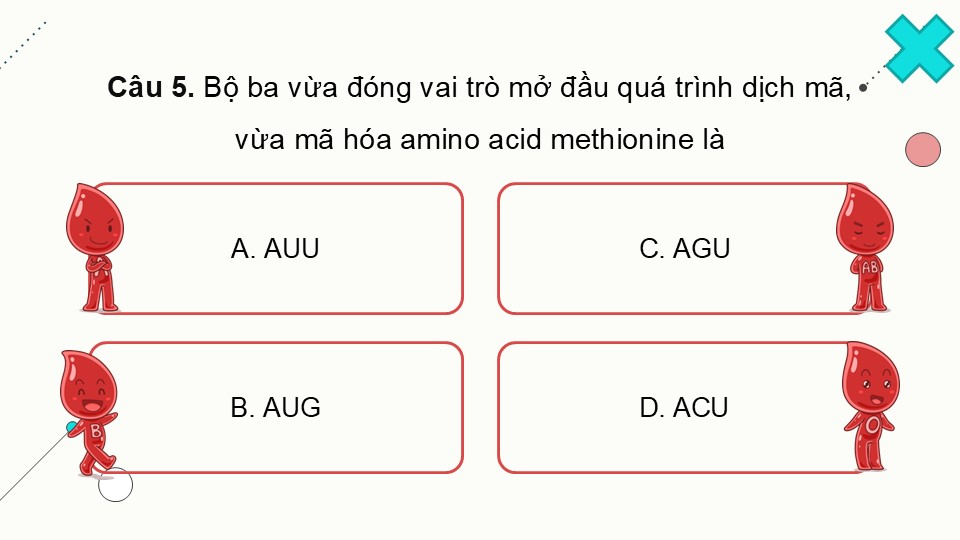 Câu 5. Bộ ba vừa đóng vai trò mở đầu quá trình dịch mã,
vừa mã hóa amino acid methionine là
A. AUU
C. AGU
AB
B. AUG
D. ACU
B
O